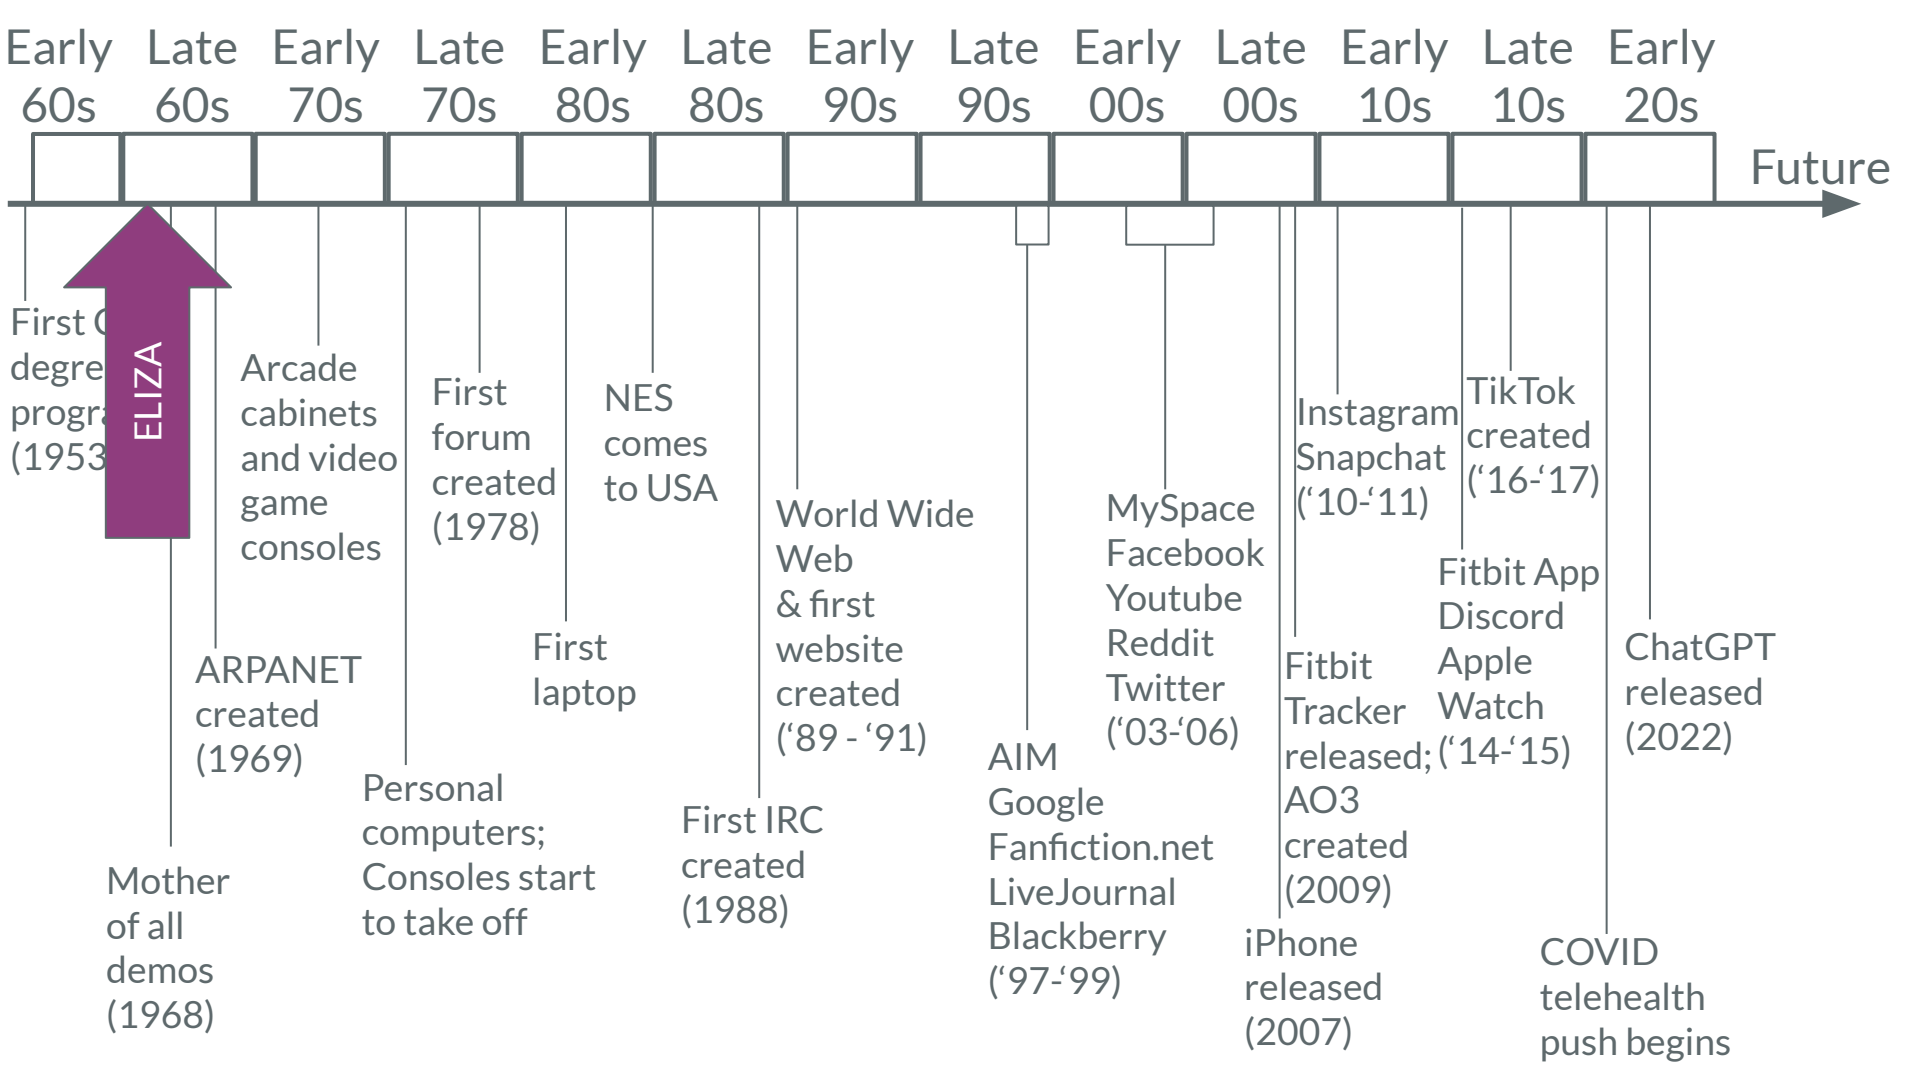 Early
60s
Late
60s
Early
70s
Late
70s
Early
80s
Late
80s
Early
90s
Late
90s
Early
00s
Late
00s
Early
10s
Late
10s
Early
20s
Future
First
(1953
ELIZA
Mother
of all
demos
(1968)
ARPANET
created
(1969)
Arcade
cabinets
and video
game
consoles
Personal
computers;
Consoles start
to take off
First
forum
created
(1978)
First
laptop
NES
comes
to USA
First IRC
created
(1988)
World Wide
Web
& first
website
created
(‘89 - ‘91)
AIM
Google
Fanfiction.net
LiveJournal
Blackberry
(‘97-‘99)
MySpace
Facebook
Youtube
Reddit
Twitter
(‘03-‘06)
iPhone
released
(2007)
Fitbit
Tracker
released;
AO3
created
(2009)
Instagram
Snapchat
(‘10-‘11)
Fitbit App
Discord
Apple
Watch
(‘14-‘15)
TikTok
created
(‘16-‘17)
COVID
telehealth
push begins
ChatGPT
released
(2022)